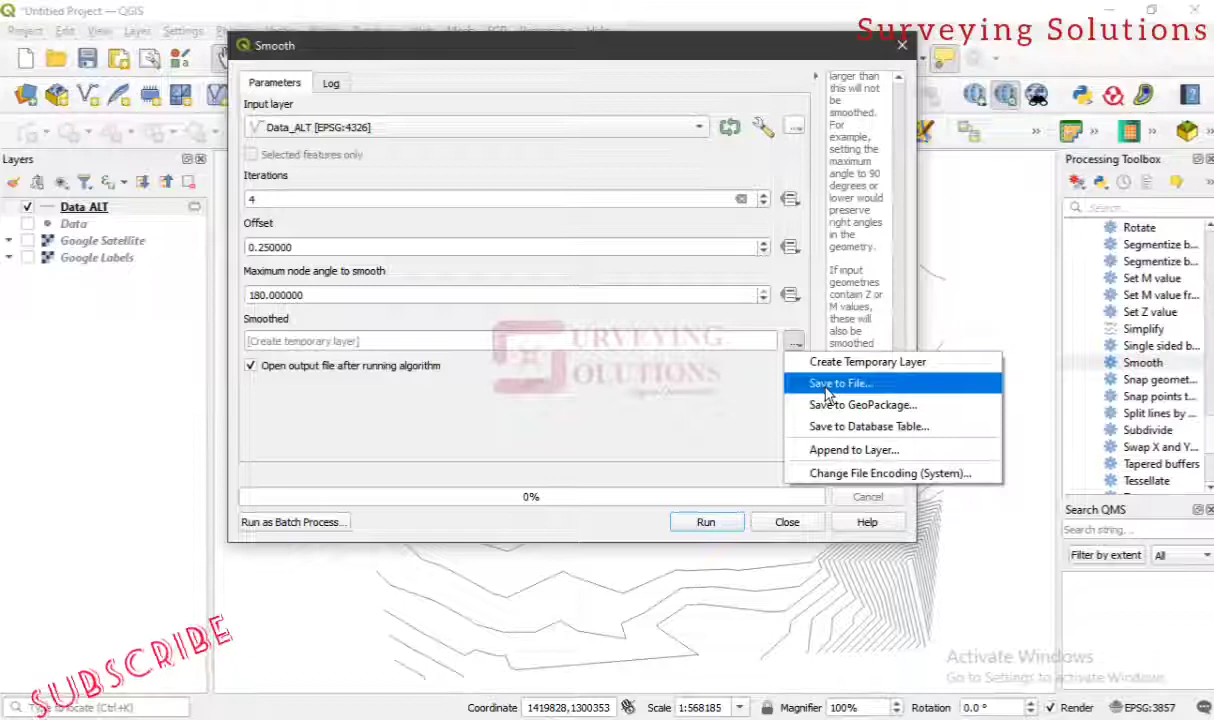 *Untitled Project — QGIS
Surveying Solutions
Project Edit View Layer Settings
Smooth
Parameters Log
Input layer
Data_ALT [EPSG:4326]
Selected features only
Iterations
4
Offset
0.250000
Maximum node angle to smooth
180.000000
Smoothed
[Create temporary layer]
...
Open output file after running algorithm
larger than
this will not
be
smoothed.
For
example,
setting the
maximum
angle to 90
degrees or
lower would
preserve
right angles
in the
geometry.
If input
geometries
contain Z or
M values,
these will
also be
smoothed
Create Temporary Layer
Save to File...
Save to GeoPackage...
Save to Database Table...
Append to Layer...
Change File Encoding (System)...
0%
Cancel
Run as Batch Process...
Run
Close
Help
SURVEYING
SOLUTIONS
Layers
Data ALT
Data
Google Satellite
Google Labels
Processing Toolbox
Search...
Rotate
Segmentize b...
Segmentize b...
Set M value
Set M value fr...
Set Z value
Simplify
Single sided b...
Smooth
Snap geomet...
Snap points t...
Split lines by ...
Subdivide
Swap X and Y...
Tapered buffers
Tessellate
Search QMS
Search string...
Filter by extent
All
SUBSCRIBE
Activate Windows
Go to Settings to activate Windows.
Type to locate (Ctrl+K)
Coordinate 1419828,1300353
Scale 1:568185
Magnifier 100%
Rotation 0.0 °
Render
EPSG:3857